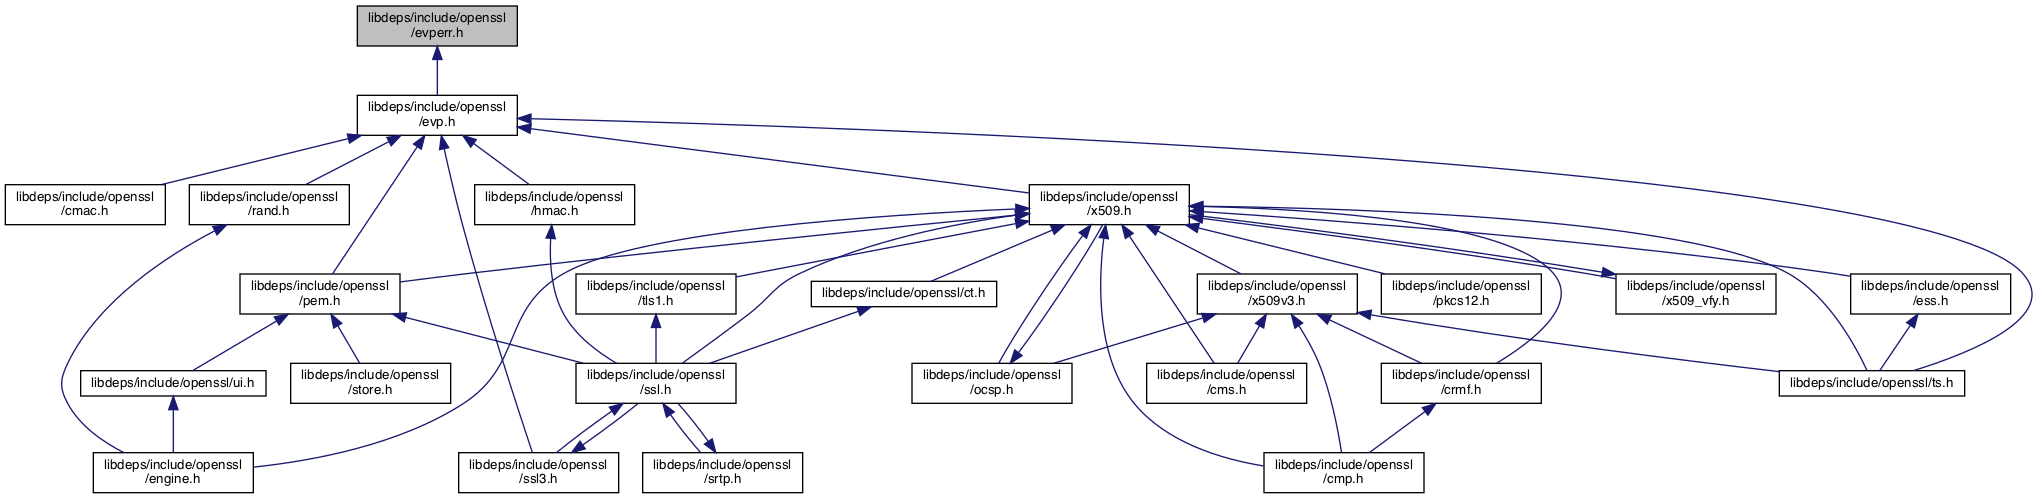 libdeps/include/openssl
/evperr.h
libdeps/include/openssl
/evp.h
libdeps/include/openssl
/cmac.h
libdeps/include/openssl
/rand.h
libdeps/include/openssl
/hmac.h
libdeps/include/openssl
/x509.h
libdeps/include/openssl
/pem.h
libdeps/include/openssl
/tls1.h
libdeps/include/openssl/ct.h
libdeps/include/openssl
/x509v3.h
libdeps/include/openssl
/pkcs12.h
libdeps/include/openssl
/x509_vfy.h
libdeps/include/openssl
/ess.h
libdeps/include/openssl/ui.h
libdeps/include/openssl
/store.h
libdeps/include/openssl
/ssl.h
libdeps/include/openssl
/ocsp.h
libdeps/include/openssl
/cms.h
libdeps/include/openssl
/crmf.h
libdeps/include/openssl/ts.h
libdeps/include/openssl
/engine.h
libdeps/include/openssl
/ssl3.h
libdeps/include/openssl
/srtp.h
libdeps/include/openssl
/cmp.h